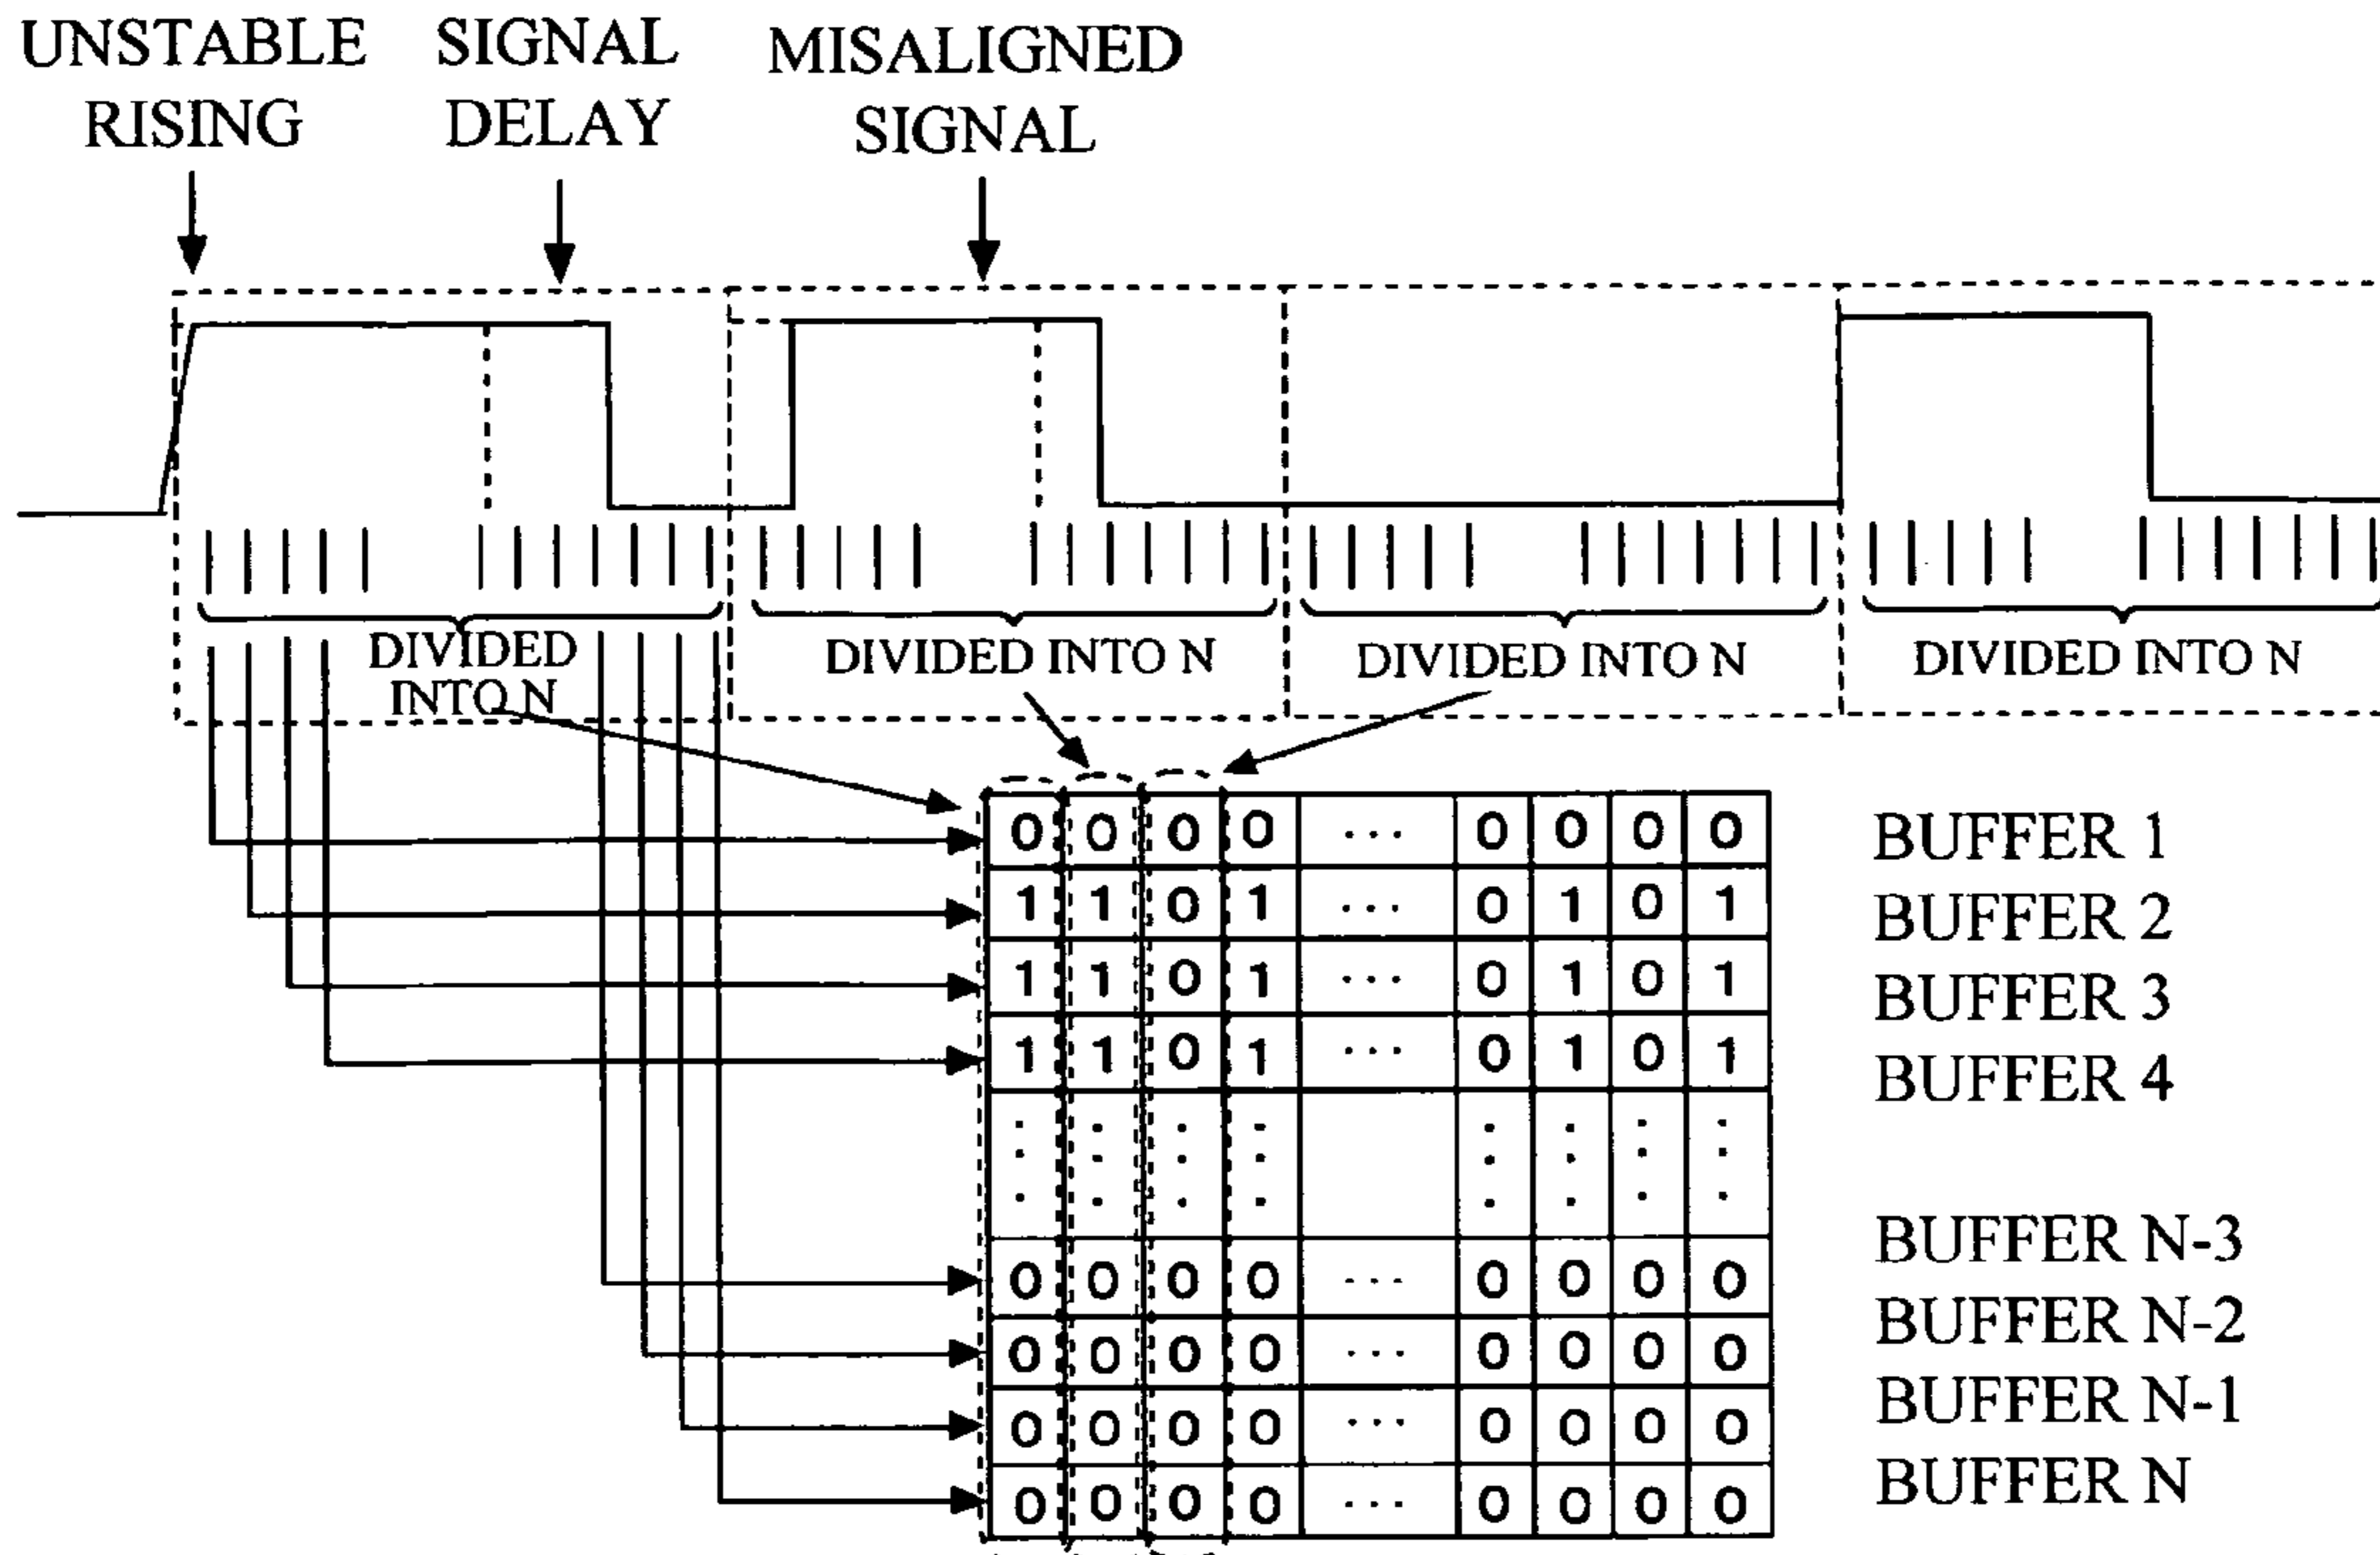 UNSTABLE RISING
SIGNAL DELAY
MISALIGNED SIGNAL
DIVIDED INTO N
DIVIDED INTO N
DIVIDED INTO N
DIVIDED INTO N
0 0 0 0 ... 0 0 0 0 BUFFER 1
1 1 0 1 ... 0 1 0 1 BUFFER 2
1 1 0 1 ... 0 1 0 1 BUFFER 3
1 1 0 1 ... 0 1 0 1 BUFFER 4
0 0 0 0 ... 0 0 0 0 BUFFER N-3
0 0 0 0 ... 0 0 0 0 BUFFER N-2
0 0 0 0 ... 0 0 0 0 BUFFER N-1
0 0 0 0 ... 0 0 0 0 BUFFER N